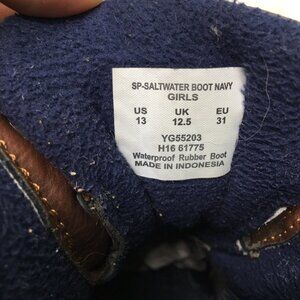 SP-SALTWATER BOOT NAVY
GIRLS
US UK EU
13 12.5 31
YG55203
H16 61775
Waterproof Rubber Boot
MADE IN INDONESIA